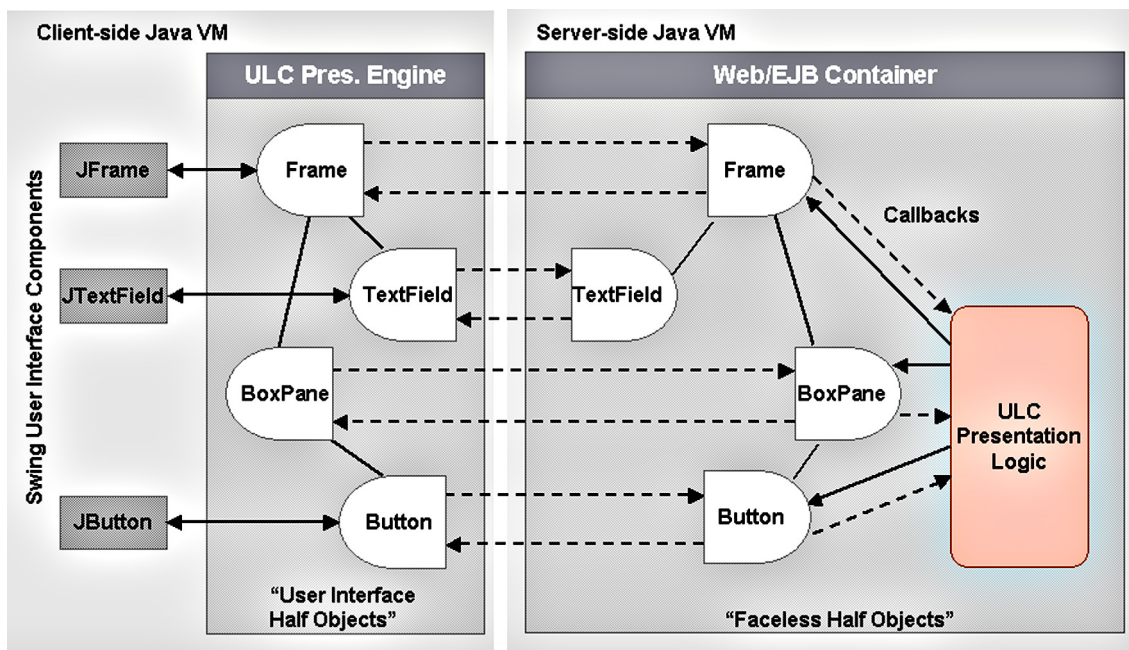 Client-side Java VM
Server-side Java VM
ULC Pres. Engine
Web/EJB Container
Swing User Interface Components
JFrame
Frame
Frame
Callbacks
JTextField
TextField
TextField
BoxPane
BoxPane
ULC
Presentation
Logic
JButton
Button
Button
“User Interface
Half Objects”
“Faceless Half Objects”